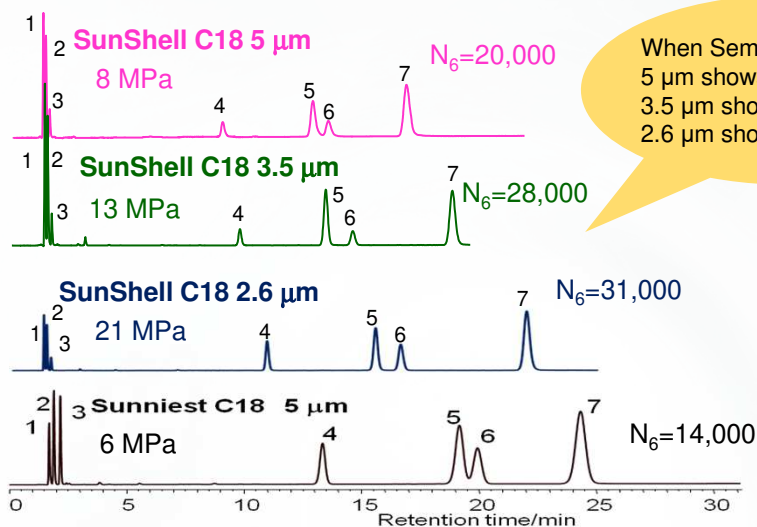 1
2
3
SunShell C18 5 μm
8 MPa
4
5
6
7
N6=20,000
When Sem
5 μm show
3.5 μm sho
2.6 μm sho
1
2
3
SunShell C18 3.5 μm
13 MPa
4
5
6
7
N6=28,000
SunShell C18 2.6 μm
1
2
3
21 MPa
4
5
6
7
N6=31,000
1
2
3
Sunniest C18 5 μm
6 MPa
4
5
6
7
N6=14,000
0 5 10 15 20 25 30
Retention time/min